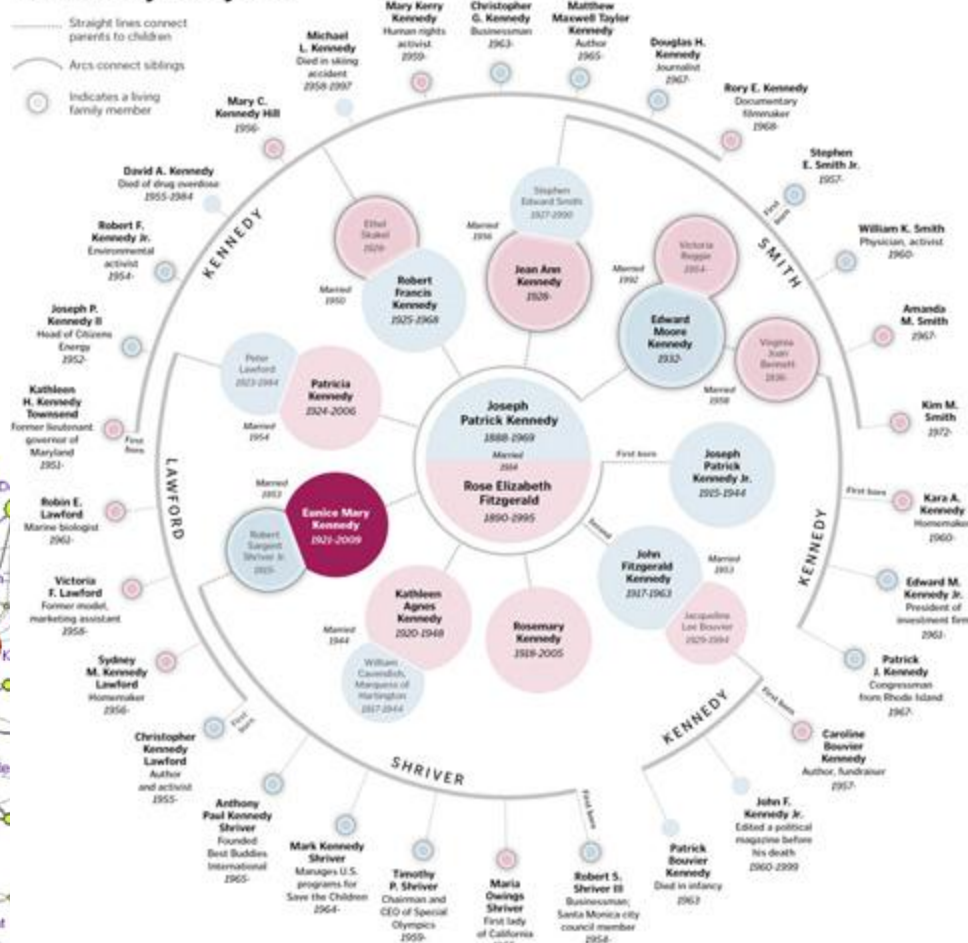 Straight lines connect
parents to children
Arcs connect siblings
Indicates a living
family member
Mary Kerry
Kennedy
Human rights
activist
1959-
Christopher
G. Kennedy
Businessman
1963-
Matthew
Maxwell Taylor
Kennedy
Author
1965-
Douglas H.
Kennedy
Journalist
1967-
Rory E. Kennedy
Documentary
filmmaker
1968-
Michael
L. Kennedy
Died in skiing
accident
1958-1997
Mary C.
Kennedy Hill
1956-
David A. Kennedy
Died of drug overdose
1955-1984
Robert F.
Kennedy Jr.
Environmental
activist
1954-
Joseph P.
Kennedy II
Head of Citizens
Energy
1952-
Kathleen
H. Kennedy
Townsend
Former lieutenant
governor of
Maryland
1951-
First
born
KENNEDY
Stephen
E. Smith Jr.
1957-
First
born
William K. Smith
Physician, activist
1960-
Amanda
M. Smith
1967-
Kim M.
Smith
1972-
SMITH
Ethel
Skakel
1928-
Married
1950
Robert
Francis
Kennedy
1925-1968
Stephen
Edward Smith
1927-1990
Married
1956
Jean Ann
Kennedy
1928-
Victoria
Reggie
1954-
Married
1992
Edward
Moore
Kennedy
1932-
Virginia
Joan
Bennett
1936-
Married
1958
Peter
Lawford
1923-1984
Married
1954
Patricia
Kennedy
1924-2006
Joseph
Patrick Kennedy
1888-1969
Married
1914
Rose Elizabeth
Fitzgerald
1890-1995
First born
Joseph
Patrick
Kennedy Jr.
1915-1944
Married
1953
Eunice Mary
Kennedy
1921-2009
Robert
Sargent
Shriver Jr.
1915-
Second
John
Fitzgerald
Kennedy
1917-1963
Married
1953
Jacqueline
Lee Bouvier
1929-1994
Kathleen
Agnes
Kennedy
1920-1948
Married
1944
William
Cavendish,
Marquess of
Hartington
1917-1944
Rosemary
Kennedy
1918-2005
LAWFORD
Robin E.
Lawford
Marine biologist
1961-
Victoria
F. Lawford
Former model,
marketing assistant
1958-
Sydney
M. Kennedy
Lawford
Homemaker
1956-
Christopher
Kennedy
Lawford
Author
and activist
1955-
First
born
KENNEDY
First born
Kara A.
Kennedy
Homemaker
1960-
Edward M.
Kennedy Jr.
President of
investment firm
1961-
Patrick
J. Kennedy
Congressman
from Rhode Island
1967-
KENNEDY
First born
Caroline
Bouvier
Kennedy
Author, fundraiser
1957-
John F.
Kennedy Jr.
Edited a political
magazine before
his death
1960-1999
Patrick
Bouvier
Kennedy
Died in infancy
1963
SHRIVER
First born
Anthony
Paul Kennedy
Shriver
Founded
Best Buddies
International
1965-
Mark Kennedy
Shriver
Manages U.S.
programs for
Save the Children
1964-
Timothy
P. Shriver
Chairman and
CEO of Special
Olympics
1959-
Maria
Owings
Shriver
First lady
of California
Robert S.
Shriver III
Businessman;
Santa Monica city
council member
1954-